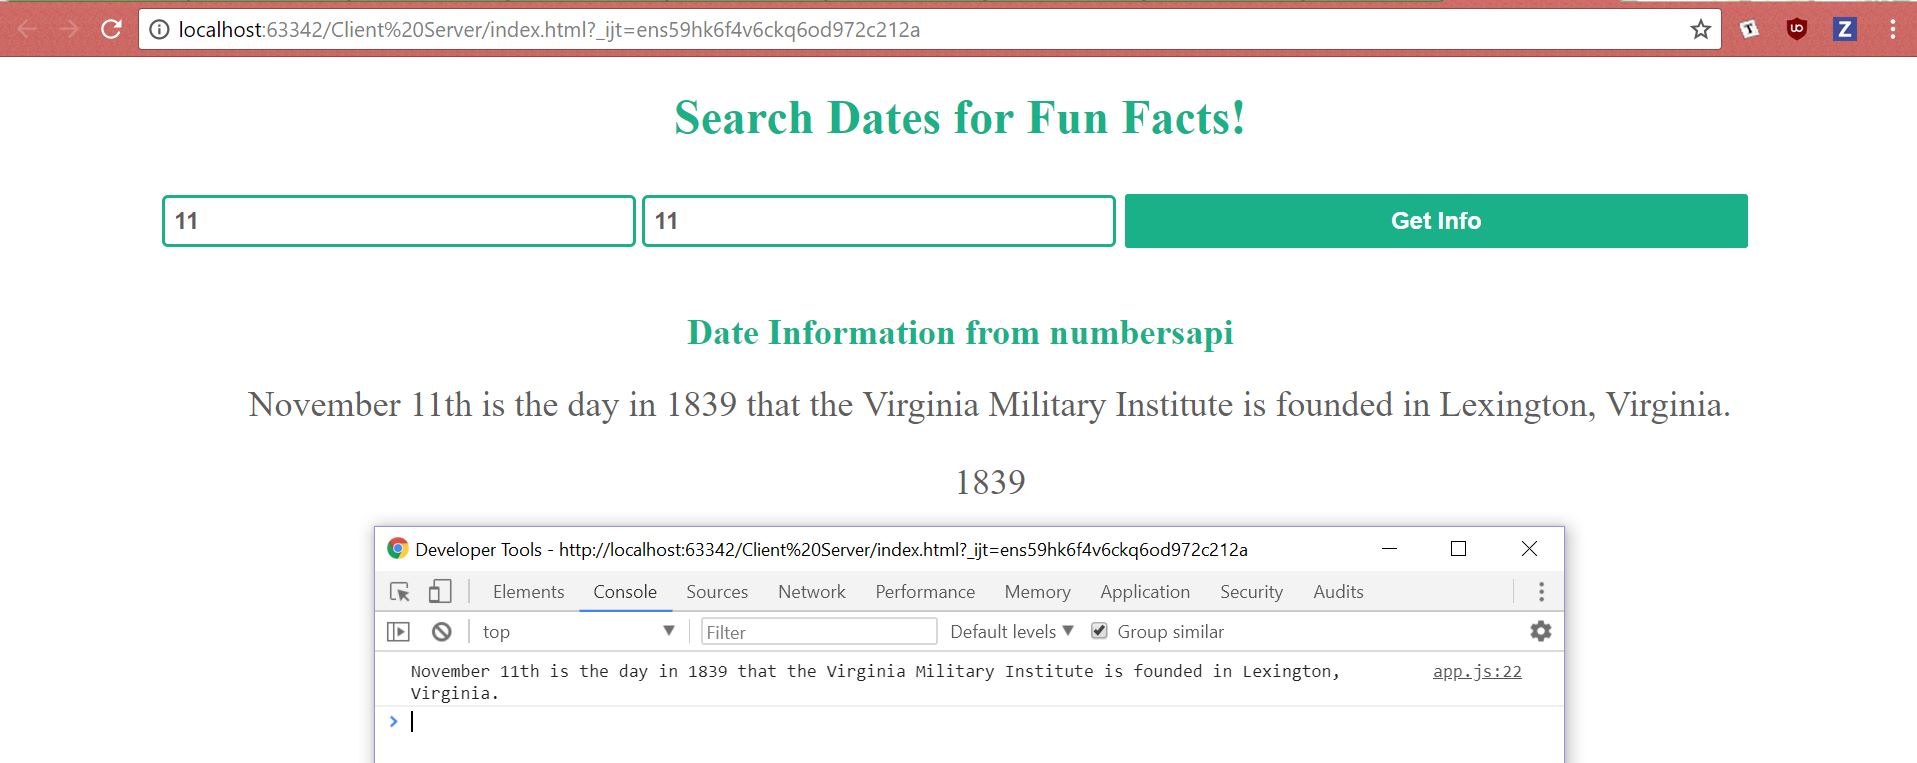 localhost:63342/Client%20Server/index.html?_ijt=ens59hk6f4v6ckq6od972c212a
Search Dates for Fun Facts!
11 11 Get Info
Date Information from numbersapi
November 11th is the day in 1839 that the Virginia Military Institute is founded in Lexington, Virginia.
1839
Developer Tools - http://localhost:63342/Client%20Server/index.html?_ijt=ens59hk6f4v6ckq6od972c212a
Elements Console Sources Network Performance Memory Application Security Audits
top Filter Default levels Group similar
November 11th is the day in 1839 that the Virginia Military Institute is founded in Lexington, app.js:22
Virginia.